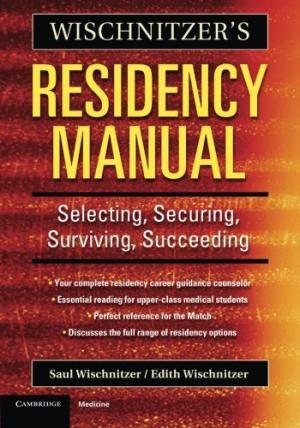 WISCHNITZER'S
RESIDENCY
MANUAL
Selecting, Securing,
Surviving, Succeeding
• Your complete residency career guidance counselor
• Essential reading for upper-class medical students
• Perfect reference for the Match
• Discusses the full range of residency options
Saul Wischnitzer / Edith Wischnitzer
CAMBRIDGE Medicine